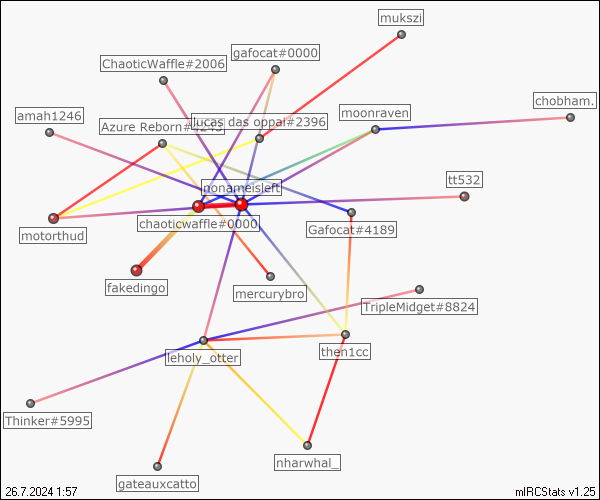 mukszi
gafocat#0000
ChaoticWaffle#2006
chobham.
moonraven
amah1246
lucas das oppai#2396
Azure Reborn#4243
nonameisleft
tt532
chaoticwaffle#0000
Gafocat#4189
motorthud
fakedingo
mercurybro
TripleMidget#8824
then1cc
leholy_otter
Thinker#5995
nharwhal_
gateauxcatto
26.7.2024 1:57
mIRCStats v1.25